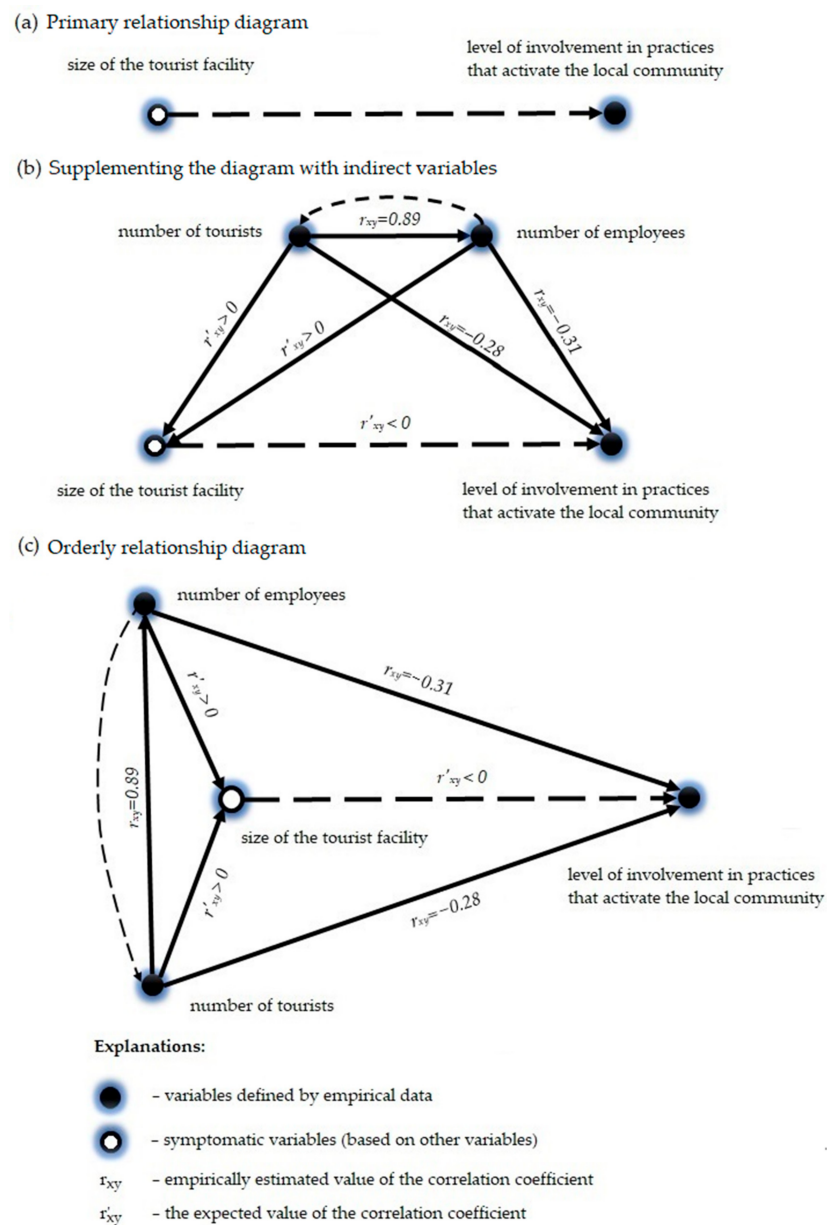 (a) Primary relationship diagram
size of the tourist facility
level of involvement in practices
that activate the local community
(b) Supplementing the diagram with indirect variables
number of tourists
rxy=0.89
number of employees
r'xy>0
r'xy>0
rxy=-0.28
rxy=-0.31
r'xy<0
size of the tourist facility
level of involvement in practices
that activate the local community
(c) Orderly relationship diagram
number of employees
r'xy>0
rxy=-0.31
rxy=0.89
r'xy<0
size of the tourist facility
r'xy>0
level of involvement in practices
that activate the local community
rxy=-0.28
number of tourists
Explanations:
– variables defined by empirical data
– symptomatic variables (based on other variables)
rxy – empirically estimated value of the correlation coefficient
r'xy – the expected value of the correlation coefficient